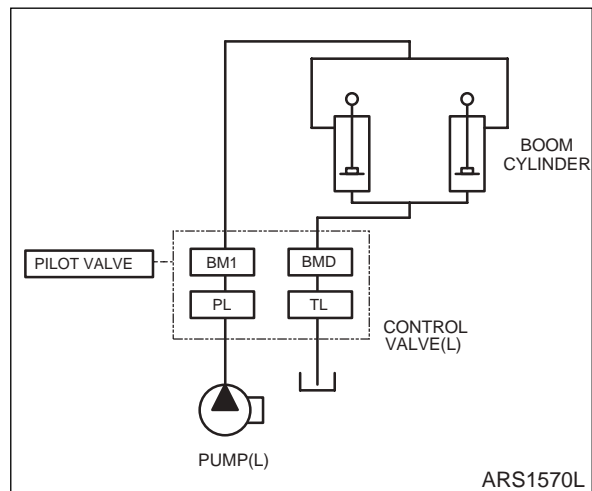 BOOM
CYLINDER
PILOT VALVE
BM1
BMD
PL
TL
CONTROL
VALVE(L)
PUMP(L)
ARS1570L